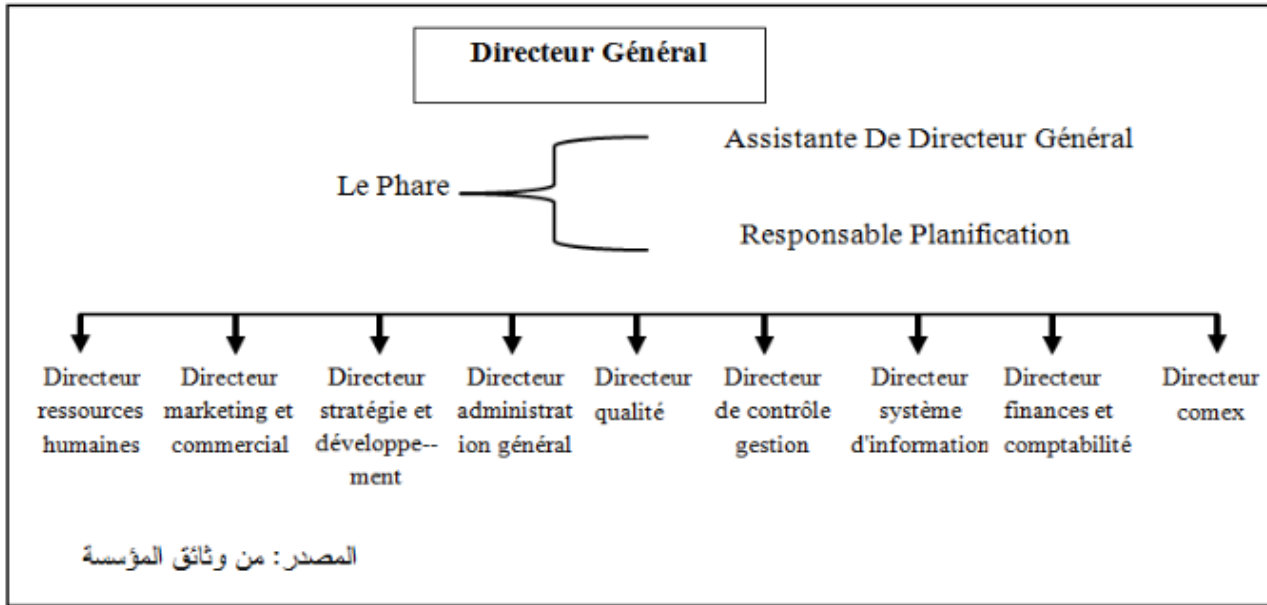 Directeur Général
Assistante De Directeur Général
Le Phare
Responsable Planification
Directeur
ressources
humaines
Directeur
marketing et
commercial
Directeur
stratégie et
développe--
ment
Directeur
administrat
ion général
Directeur
qualité
Directeur
de contrôle
gestion
Directeur
système
d'information
Directeur
finances et
comptabilité
Directeur
comex
المصدر: من وثائق المؤسسة